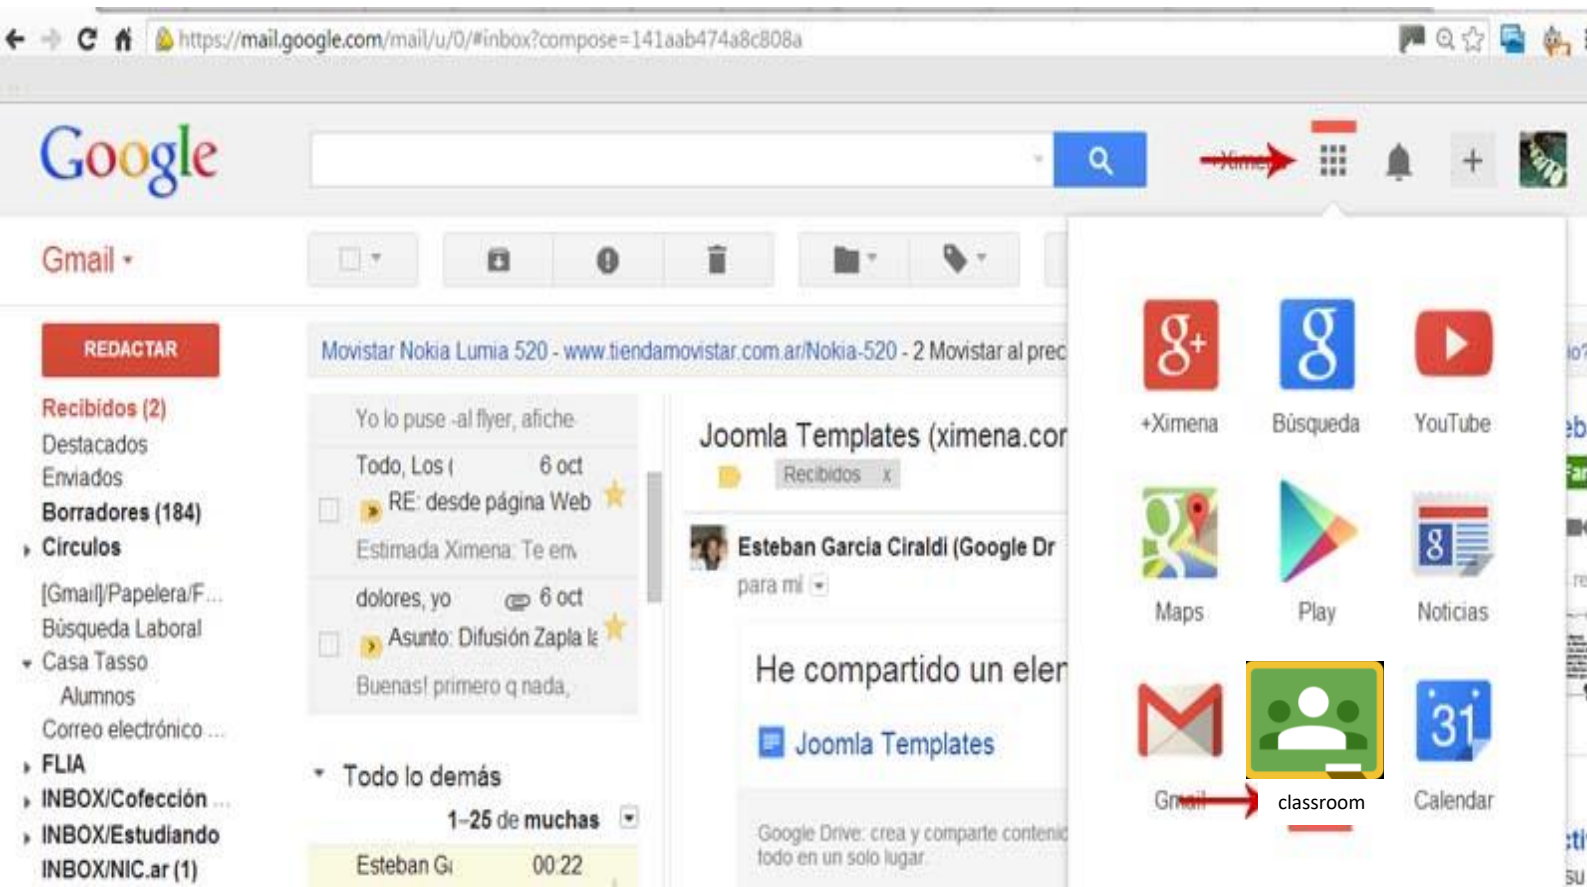 https://mail.google.com/mail/u/0/#inbox?compose=141aab474a8c808a
Google
Gmail
REDACTAR
Recibidos (2)
Destacados
Enviados
Borradores (184)
Círculos
[Gmail]/Papelera/F...
Búsqueda Laboral
Casa Tasso
Alumnos
Correo electrónico ...
FLIA
INBOX/Cofección ...
INBOX/Estudiando
INBOX/NIC.ar (1)
Movistar Nokia Lumia 520 - www.tiendamovistar.com.ar/Nokia-520 - 2 Movistar al prec
Yo lo puse -al flyer, afiche
Todo, Los ( 6 oct
RE: desde página Web
Estimada Ximena: Te en
dolores, yo 6 oct
Asunto: Difusión Zapla la
Buenas! primero q nada,
Todo lo demás
1–25 de muchas
Esteban Ga 00:22
Joomla Templates (ximena.cor
Recibidos x
Esteban Garcia Ciraldi (Google Dr
para mí
He compartido un eler
Joomla Templates
Google Drive: crea y comparte contenic
todo en un solo lugar.
+Ximena
g+
g
+Ximena
Búsqueda
YouTube
g
g
Maps
Play
Noticias
31
Gmail
classroom
Calendar